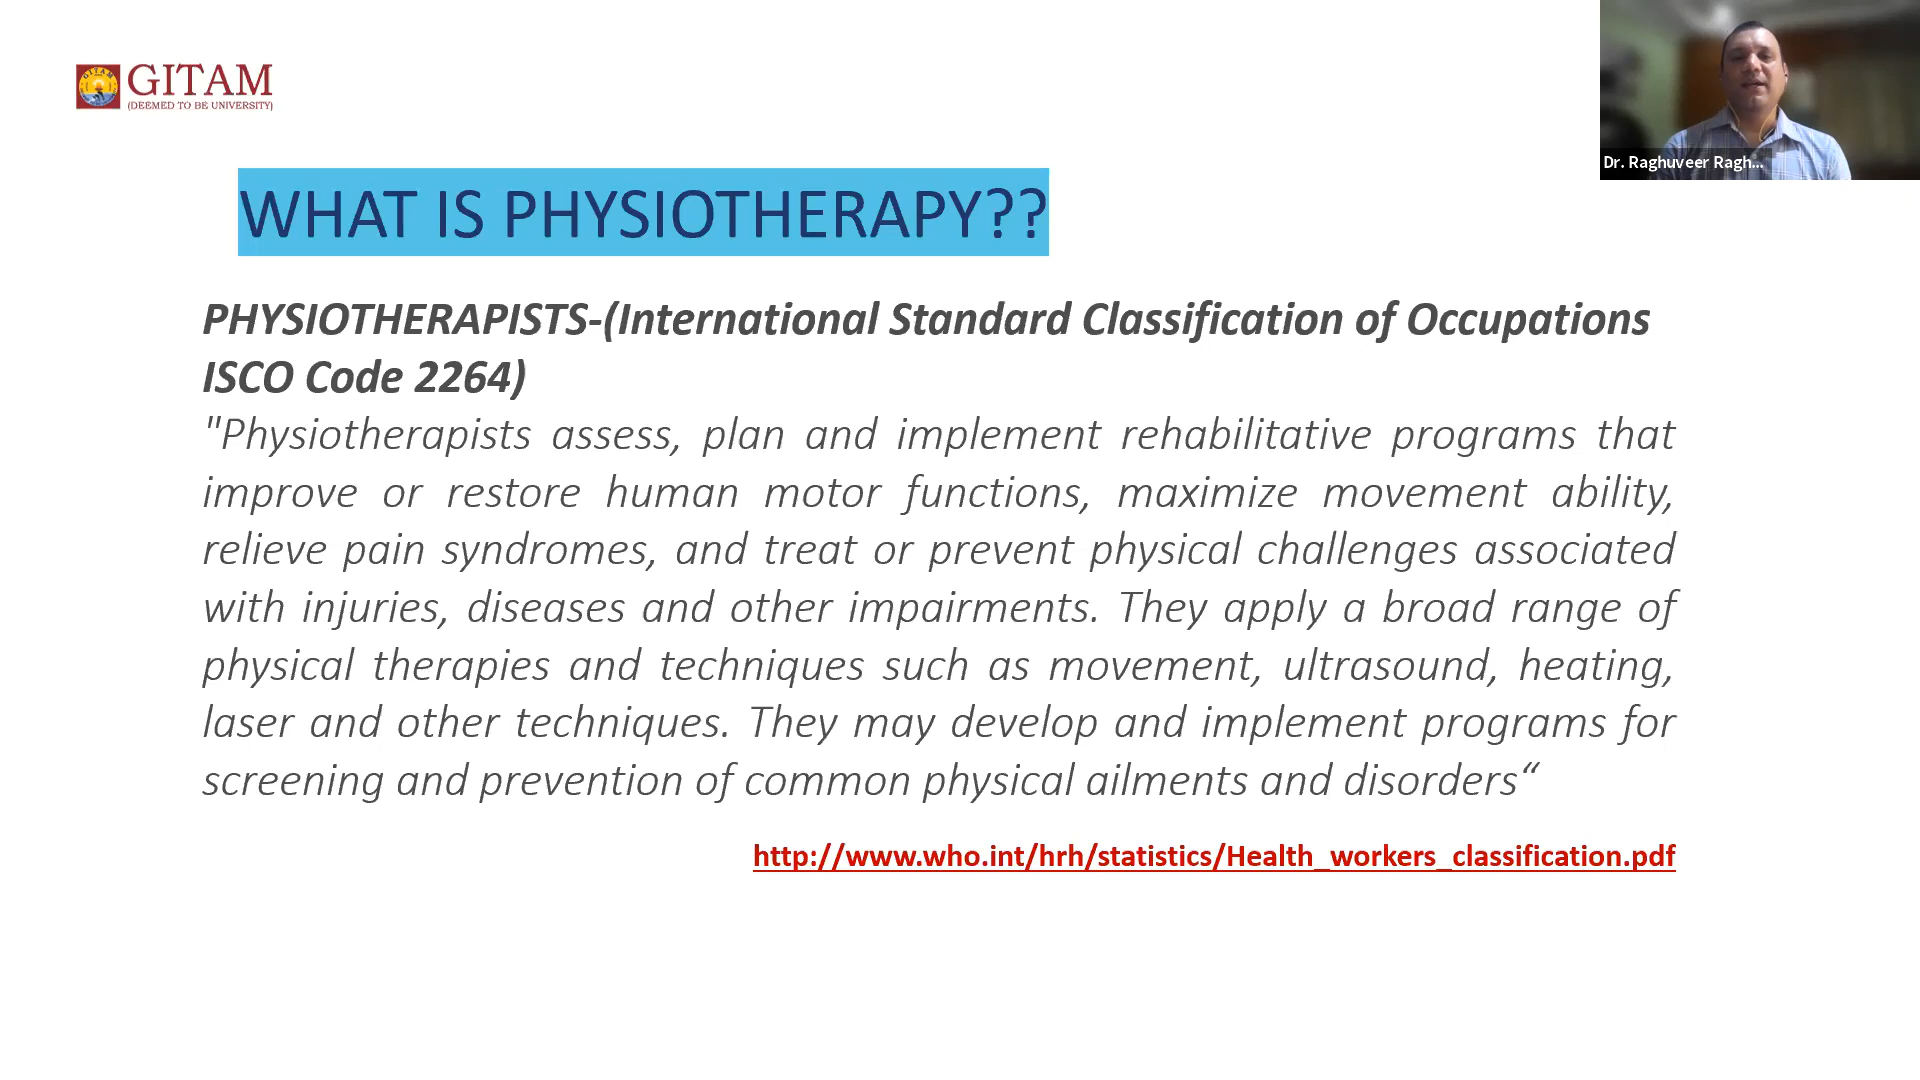 GITAM
(DEEMED TO BE UNIVERSITY)
Dr. Raghuveer Ragh...
WHAT IS PHYSIOTHERAPY??
PHYSIOTHERAPISTS-(International Standard Classification of Occupations
ISCO Code 2264)
"Physiotherapists assess, plan and implement rehabilitative programs that
improve or restore human motor functions, maximize movement ability,
relieve pain syndromes, and treat or prevent physical challenges associated
with injuries, diseases and other impairments. They apply a broad range of
physical therapies and techniques such as movement, ultrasound, heating,
laser and other techniques. They may develop and implement programs for
screening and prevention of common physical ailments and disorders“
http://www.who.int/hrh/statistics/Health_workers_classification.pdf